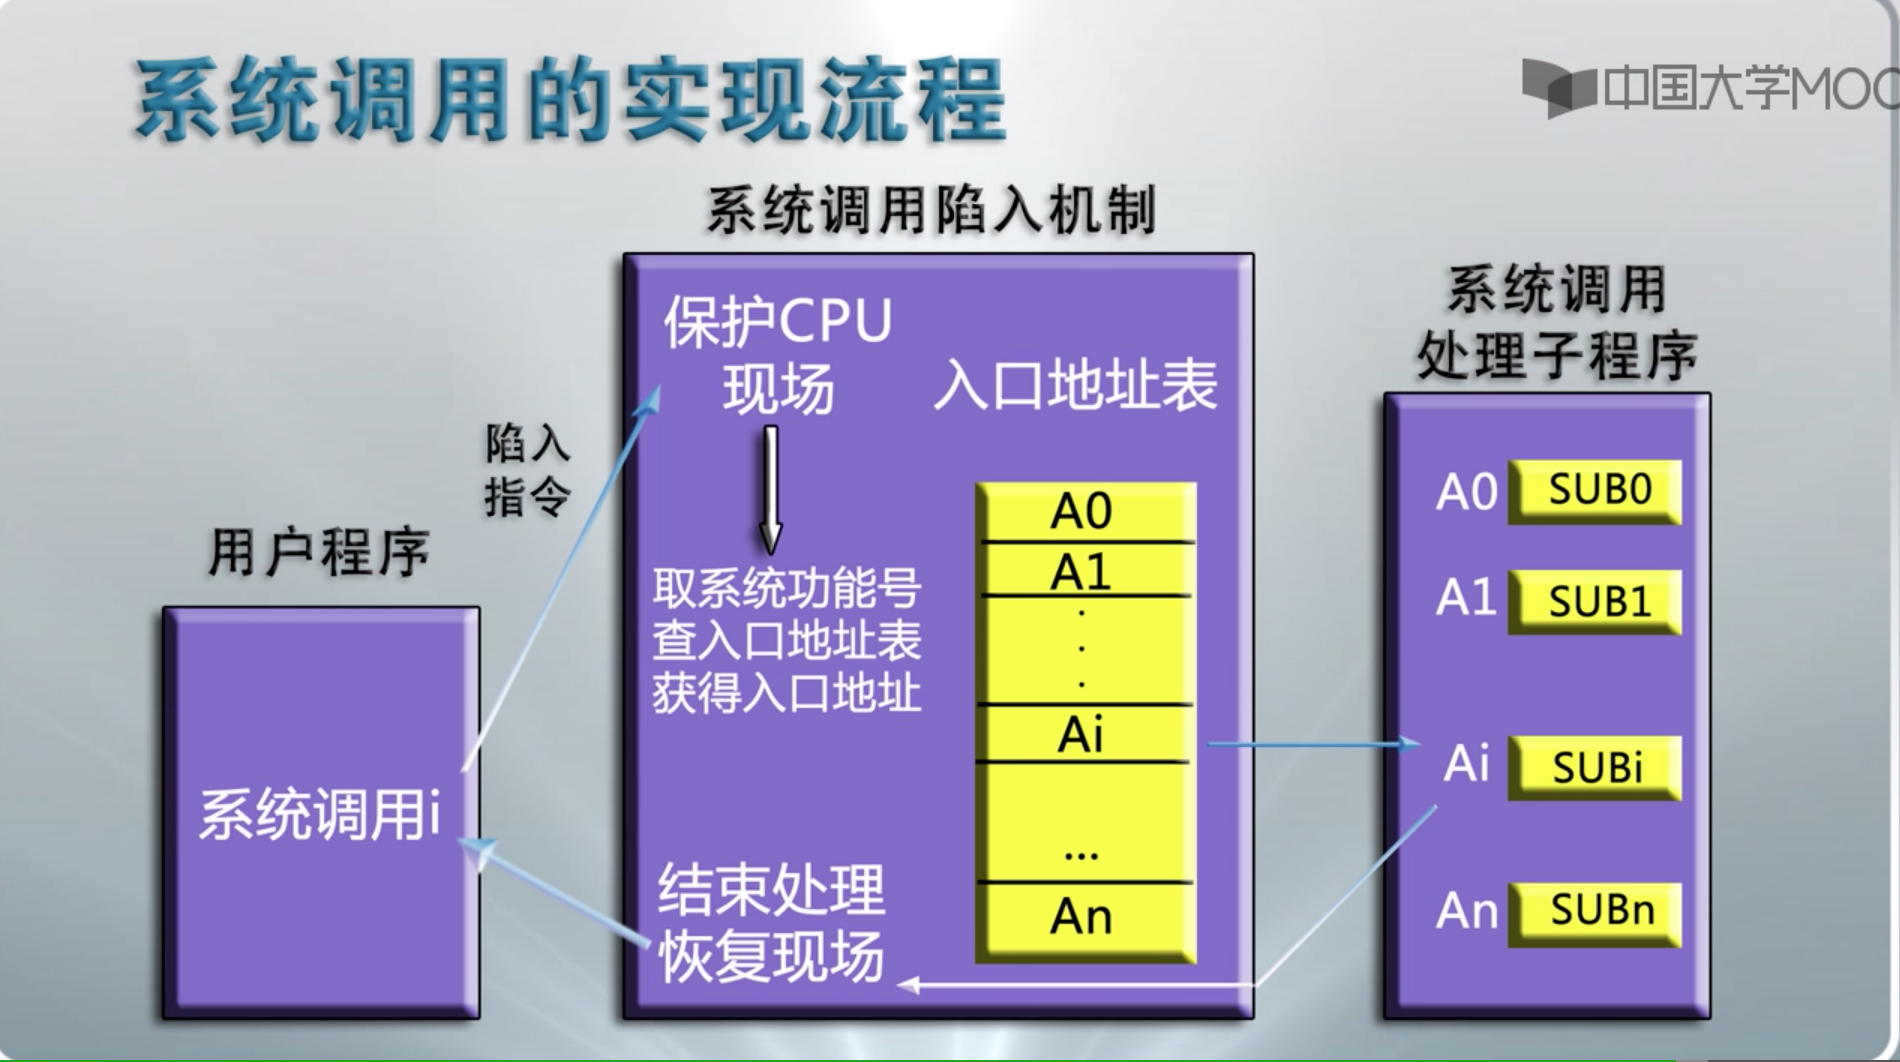 系统调用的实现流程
中国大学MOO
系统调用陷入机制
系统调用
处理子程序
保护CPU
现场
入口地址表
陷入
指令
用户程序
A0
A1
.
.
.
Ai
...
An
取系统功能号
查入口地址表
获得入口地址
系统调用i
结束处理
恢复现场
A0 SUB0
A1 SUB1
Ai SUBi
An SUBn